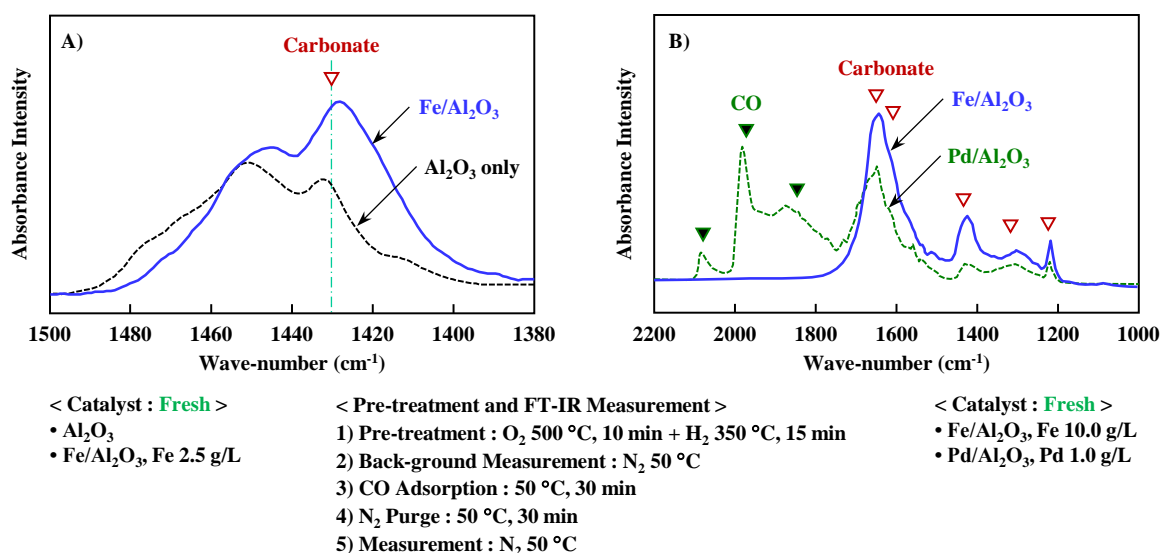 A)
Carbonate
Fe/Al₂O₃
Al₂O₃ only
Absorbance Intensity
1500 1480 1460 1440 1420 1380
Wave-number (cm⁻¹)
B)
Carbonate
CO
Fe/Al₂O₃
Pd/Al₂O₃
Absorbance Intensity
2200 2000 1800 1600 1400 1200 1000
Wave-number (cm⁻¹)
< Catalyst : Fresh >
• Al₂O₃
• Fe/Al₂O₃, Fe 2.5 g/L
< Pre-treatment and FT-IR Measurement >
1) Pre-treatment : O₂ 500 °C, 10 min + H₂ 350 °C, 15 min
2) Back-ground Measurement : N₂ 50 °C
3) CO Adsorption : 50 °C, 30 min
4) N₂ Purge : 50 °C, 30 min
5) Measurement : N₂ 50 °C
< Catalyst : Fresh >
• Fe/Al₂O₃, Fe 10.0 g/L
• Pd/Al₂O₃, Pd 1.0 g/L